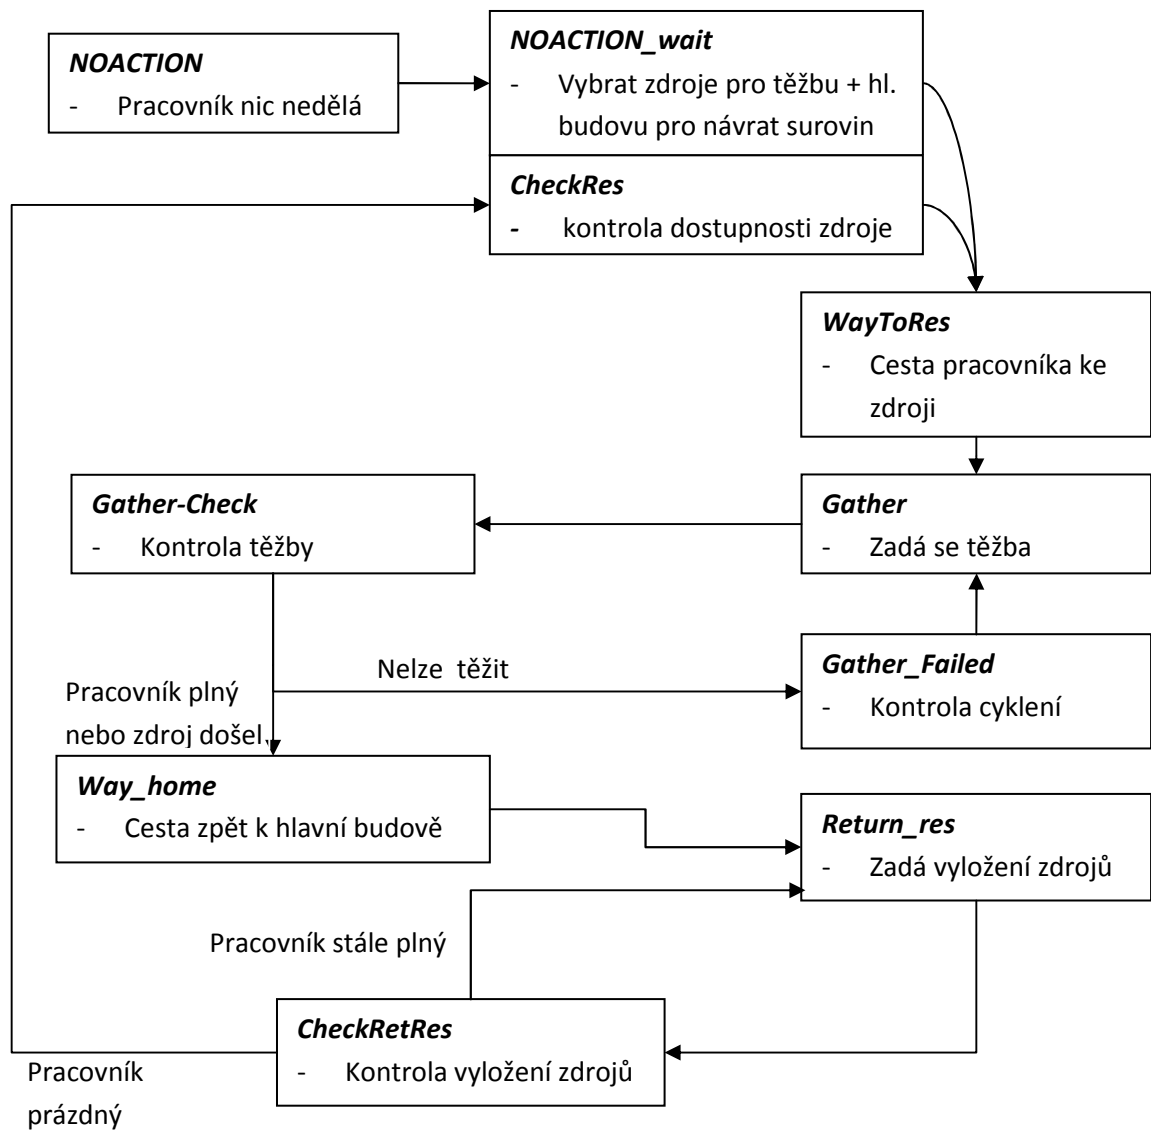 NOACTION
- Pracovník nic nedělá
NOACTION_wait
- Vybrat zdroje pro těžbu + hl.
budovu pro návrat surovin
CheckRes
- kontrola dostupnosti zdroje
WayToRes
- Cesta pracovníka ke
zdroji
Gather-Check
- Kontrola těžby
Gather
- Zadá se těžba
Nelze těžit
Gather_Failed
- Kontrola cyklení
Pracovník plný
nebo zdroj došel
Way_home
- Cesta zpět k hlavní budově
Return_res
- Zadá vyložení zdrojů
Pracovník stále plný
CheckRetRes
- Kontrola vyložení zdrojů
Pracovník
prázdný